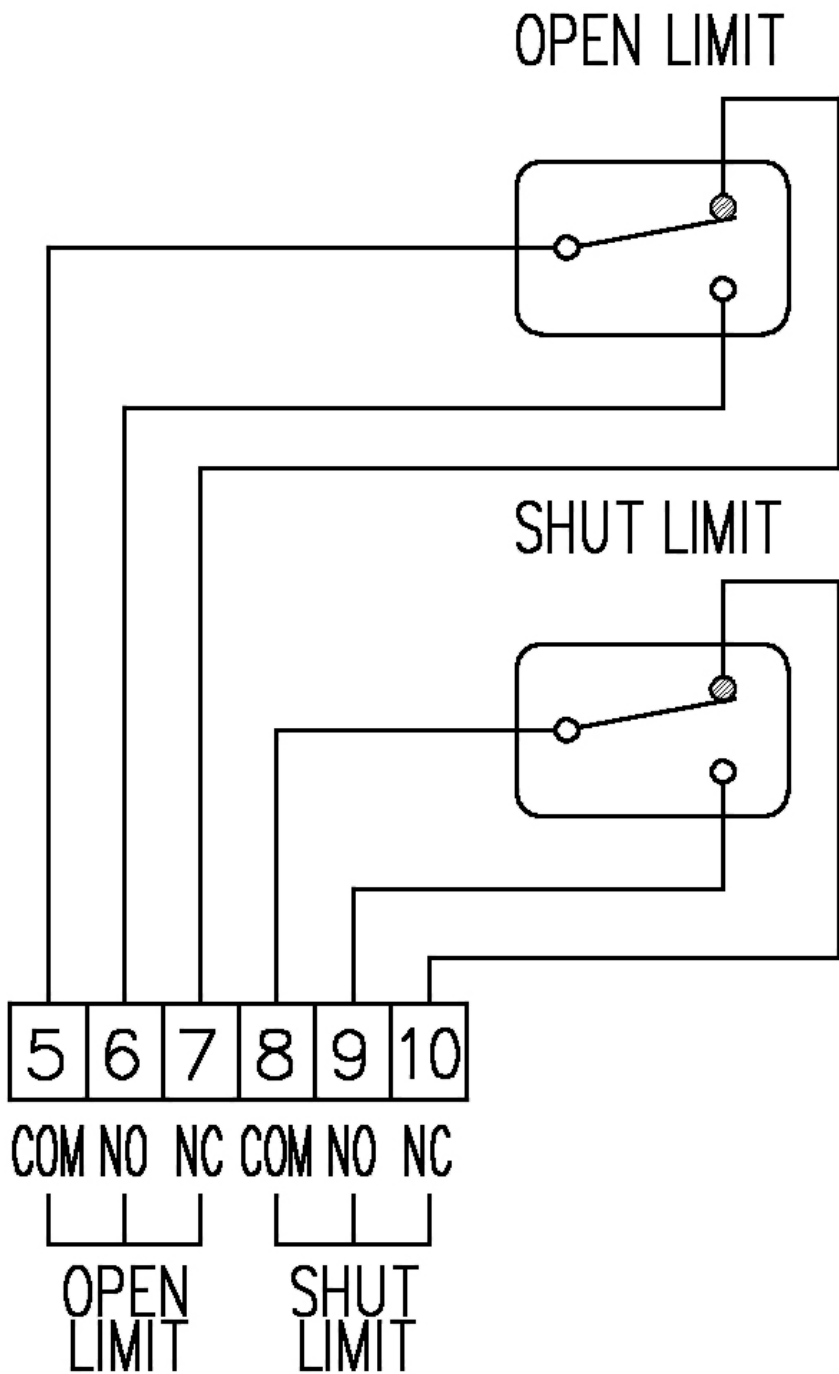 OPEN LIMIT
SHUT LIMIT
5 6 7 8 9 10
COM NO NC COM NO NC
OPEN SHUT
LIMIT LIMIT